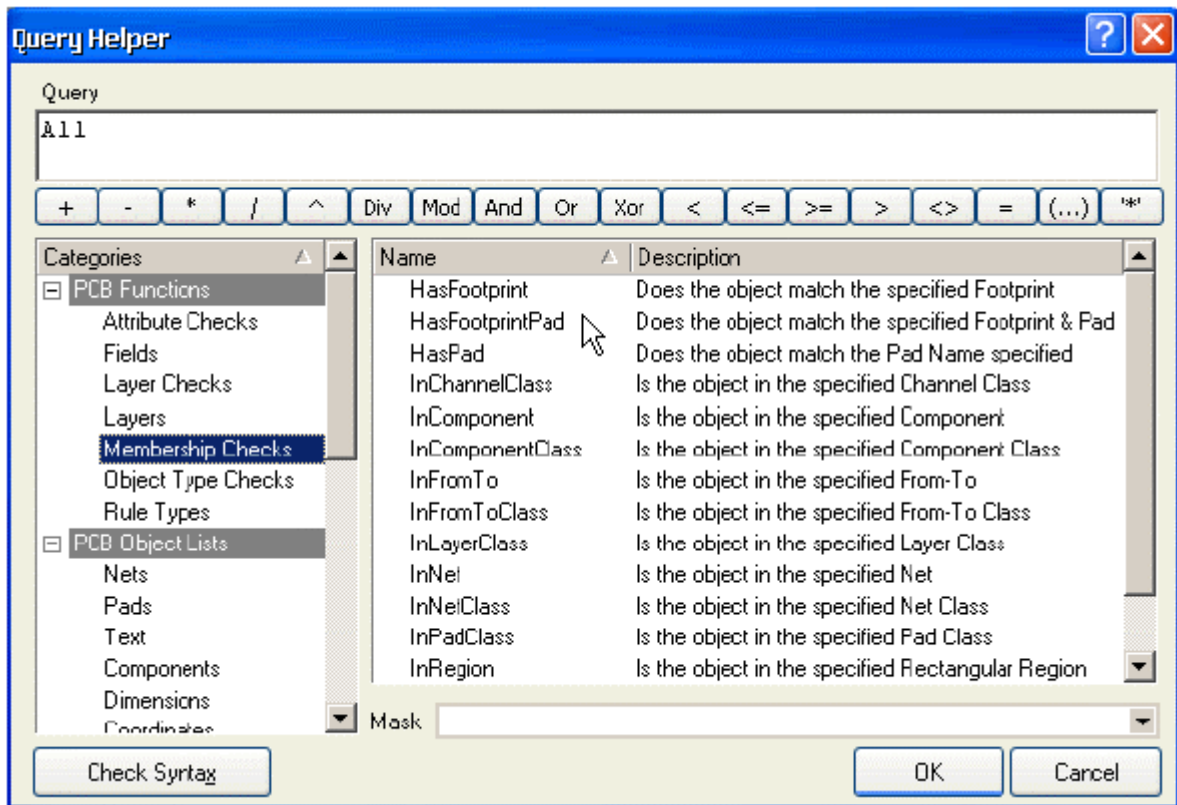 Query Helper
?
Query
All
+ - * / ^ Div Mod And Or Xor < <= >= > <> = (...) '*'
Categories
PCB Functions
Attribute Checks
Fields
Layer Checks
Layers
Membership Checks
Object Type Checks
Rule Types
PCB Object Lists
Nets
Pads
Text
Components
Dimensions
Coordinates
Name Description
HasFootprint Does the object match the specified Footprint
HasFootprintPad Does the object match the specified Footprint & Pad
HasPad Does the object match the Pad Name specified
InChannelClass Is the object in the specified Channel Class
InComponent Is the object in the specified Component
InComponentClass Is the object in the specified Component Class
InFromTo Is the object in the specified From-To
InFromToClass Is the object in the specified From-To Class
InLayerClass Is the object in the specified Layer Class
InNet Is the object in the specified Net
InNetClass Is the object in the specified Net Class
InPadClass Is the object in the specified Pad Class
InRegion Is the object in the specified Rectangular Region
Mask
Check Syntax OK Cancel